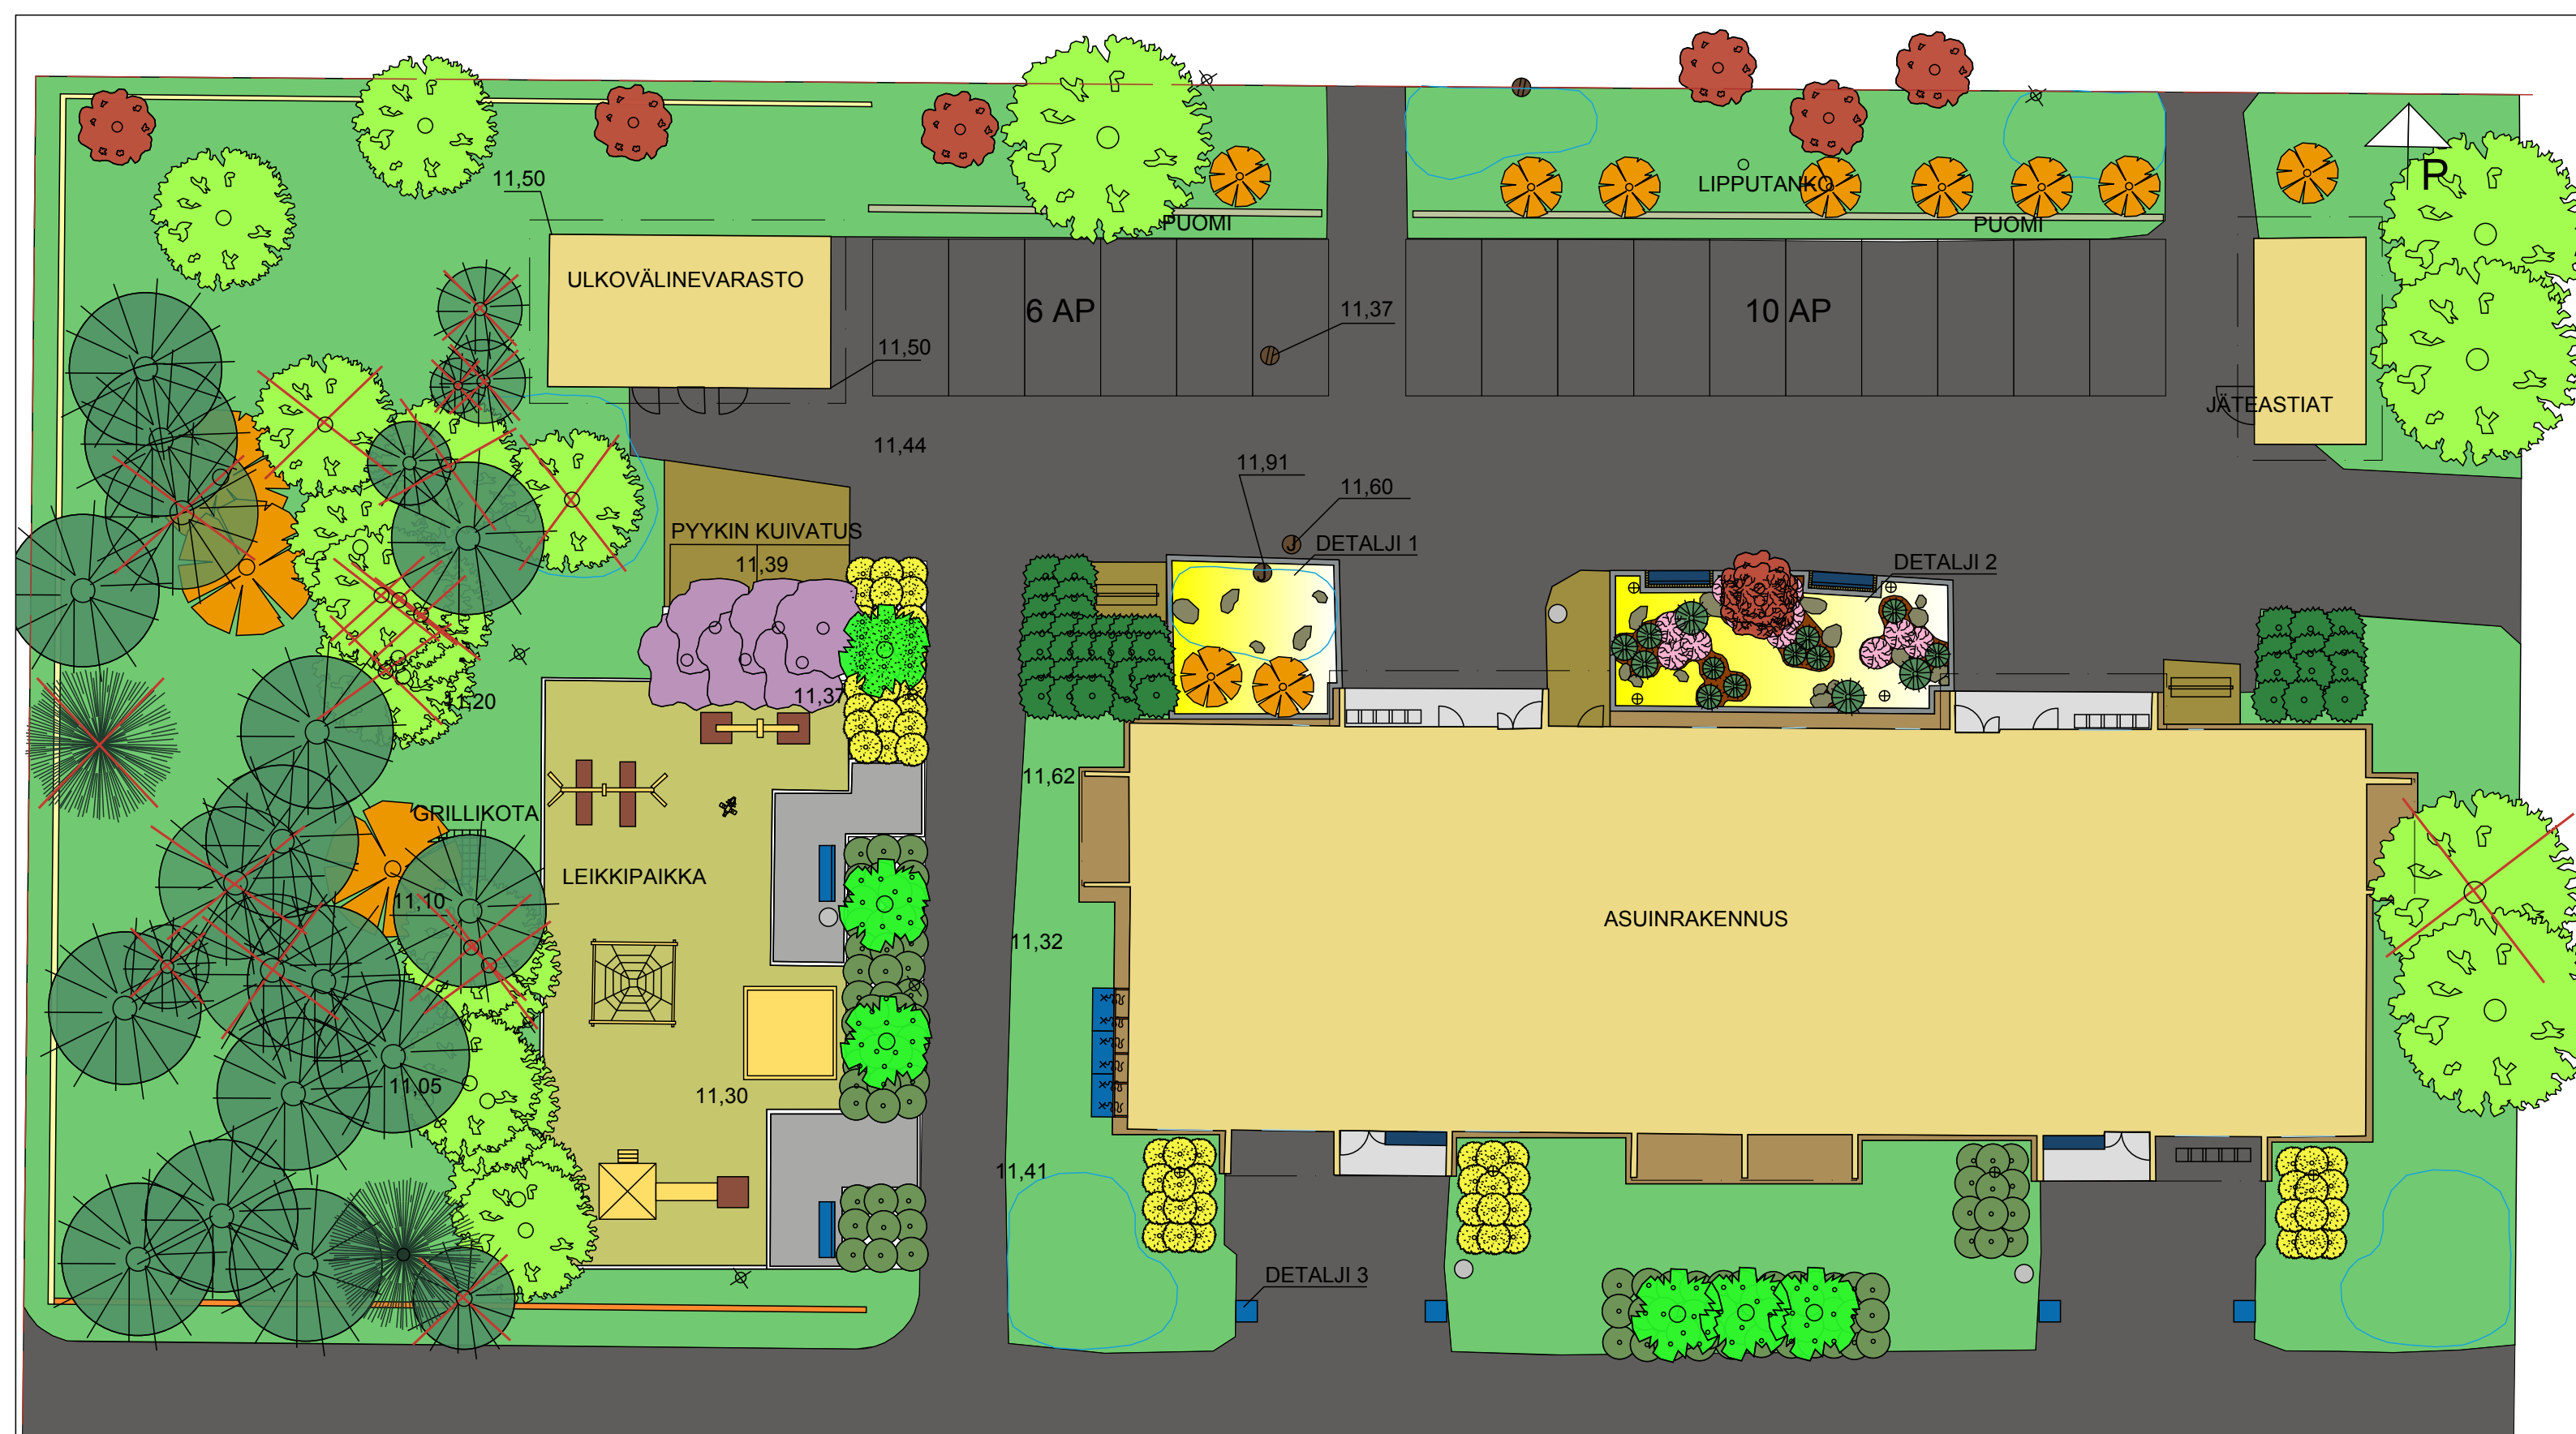 P
11,50
LIPPUTANKO
PUOMI
PUOMI
ULKOVÄLINEVARASTO
6 AP
11,37
10 AP
11,50
JÄTEASTIAT
11,44
11,91
11,60
PYYKIN KUIVATUS
DETALJI 1
11,39
DETALJI 2
J
J
11,37
11,20
11,62
GRILLIKOTA
LEIKKIPAIKKA
11,10
ASUINRAKENNUS
11,32
11,05
11,30
11,41
DETALJI 3